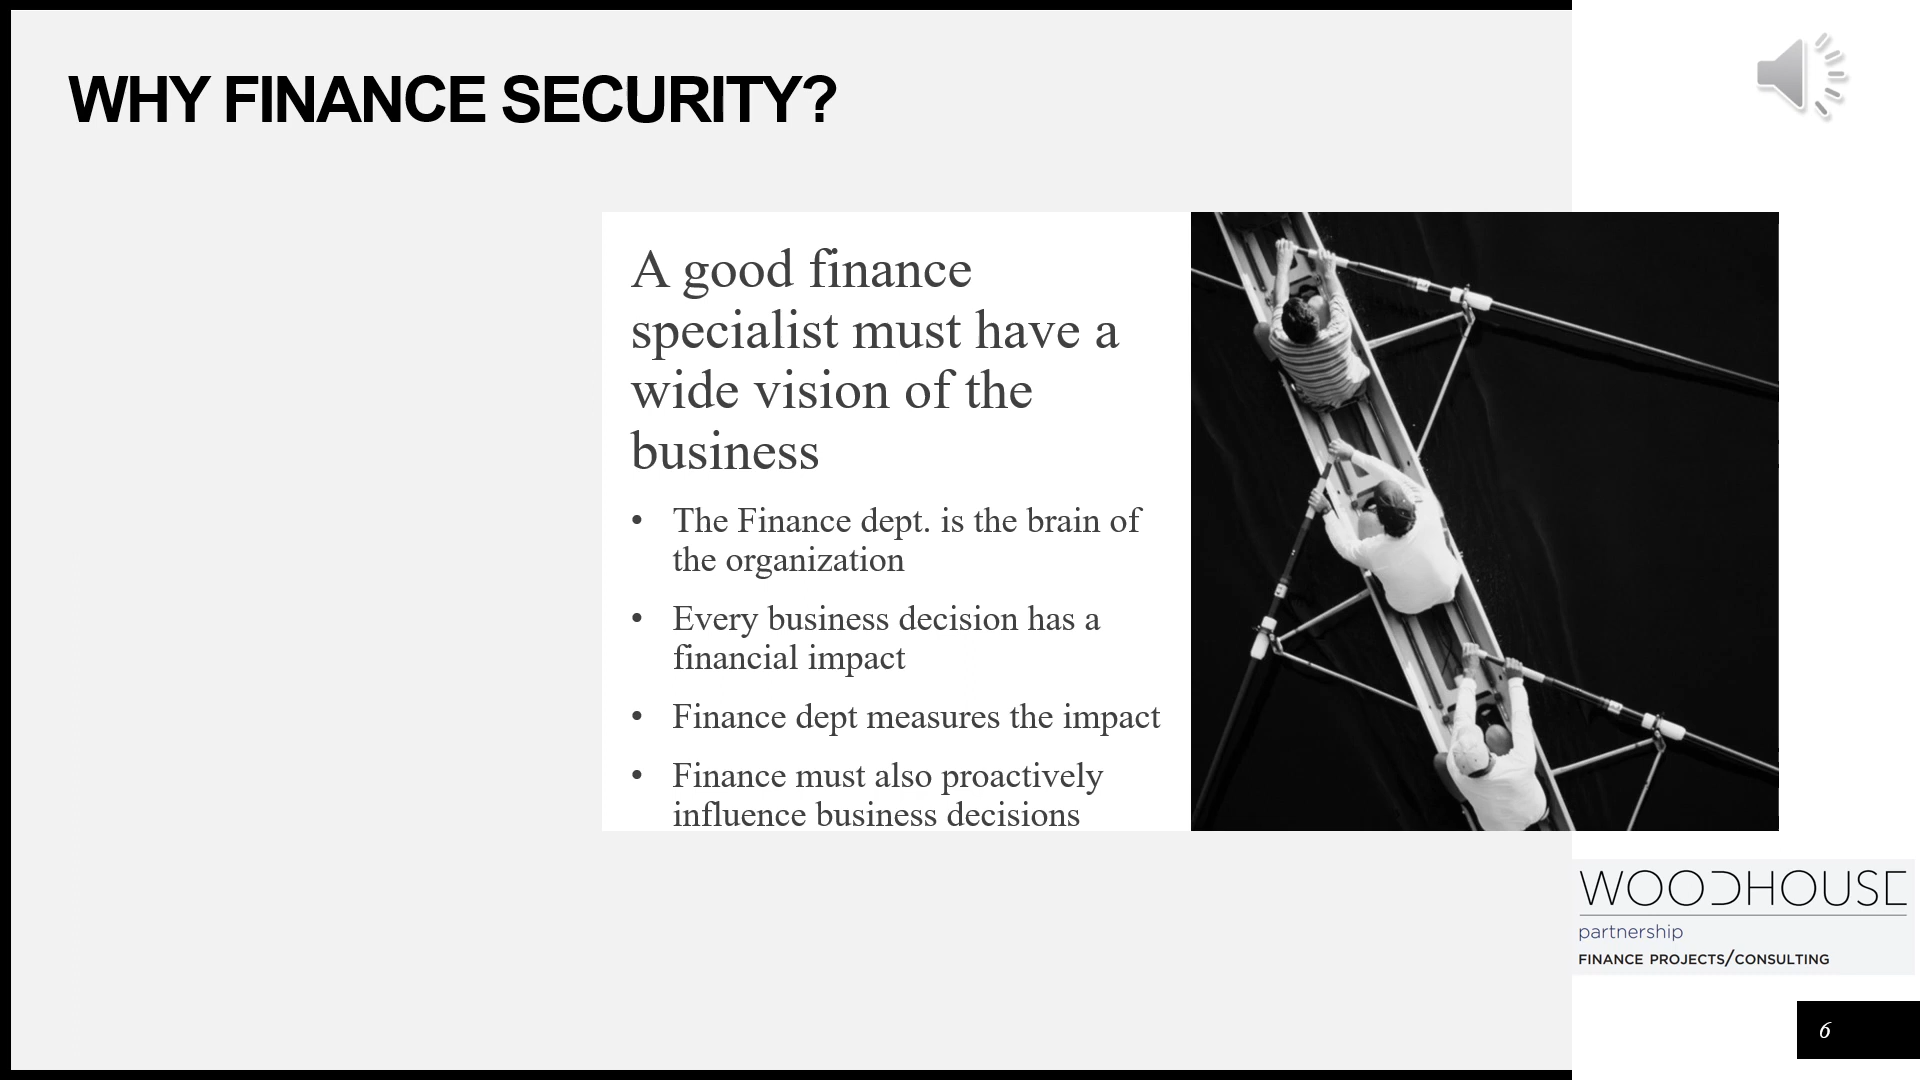 WHY FINANCE SECURITY?
A good finance
specialist must have a
wide vision of the
business
• The Finance dept. is the brain of
the organization
• Every business decision has a
financial impact
• Finance dept measures the impact
• Finance must also proactively
influence business decisions
WOODHOUSE
partnership
FINANCE PROJECTS/CONSULTING
6